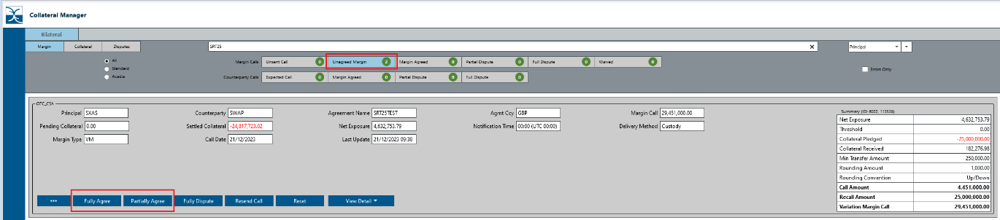 Collateral Manager
Bilateral
Margin Collateral Disputes
SRT25
Principal
All
Standard
Acadia
Margin Calls Unsent Call 0 Unagreed Margin 2 Margin Agreed 0 Partial Dispute 0 Full Dispute 0 Waived 0
Counterparty Calls Expected Call 0 Margin Agreed 0 Partial Dispute 0 Full Dispute 0
Errors Only
OTC_CSA
Principal SXAS Counterparty SWAP Agreement Name SRT25TEST Agmt Ccy GBP Margin Call 29,451,000.00
Pending Collateral 0.00 Settled Collateral -24,817,723.02 Net Exposure 4,632,753.79 Notification Time 00:00 (UTC 00:00) Delivery Method Custody
Margin Type VM Call Date 21/12/2023 Last Update 21/12/2023 09:38
Summary (ID: 6022, 113538)
Net Exposure 4,632,753.79
Threshold 0.00
Collateral Pledged -25,000,000.00
Collateral Received 182,276.98
Min Transfer Amount 250,000.00
Rounding Amount 1,000.00
Rounding Convention Up/Down
Call Amount 4,451,000.00
Recall Amount 25,000,000.00
Variation Margin Call 29,451,000.00
••• Fully Agree Partially Agree Fully Dispute Resend Call Reset View Detail